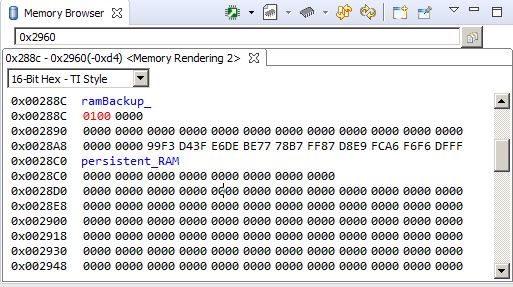 Memory Browser
0x2960
0x288c - 0x2960(-0xd4) <Memory Rendering 2>
16-Bit Hex - TI Style
0x00288C ramBackup_
0x00288C 0100 0000
0x002890 0000 0000 0000 0000 0000 0000 0000 0000 0000 0000 0000 0000
0x0028A8 0000 0000 99F3 D43F E6DE BE77 78B7 FF87 D8E9 FCA6 F6F6 DFFF
0x0028C0 persistent_RAM
0x0028C0 0000 0000 0000 0000 0000 0000 0000 0000
0x0028D0 0000 0000 0000 0000 0000 0000 0000 0000 0000 0000 0000 0000
0x0028E8 0000 0000 0000 0000 0000 0000 0000 0000 0000 0000 0000 0000
0x002900 0000 0000 0000 0000 0000 0000 0000 0000 0000 0000 0000 0000
0x002918 0000 0000 0000 0000 0000 0000 0000 0000 0000 0000 0000 0000
0x002930 0000 0000 0000 0000 0000 0000 0000 0000 0000 0000 0000 0000
0x002948 0000 0000 0000 0000 0000 0000 0000 0000 0000 0000 0000 0000